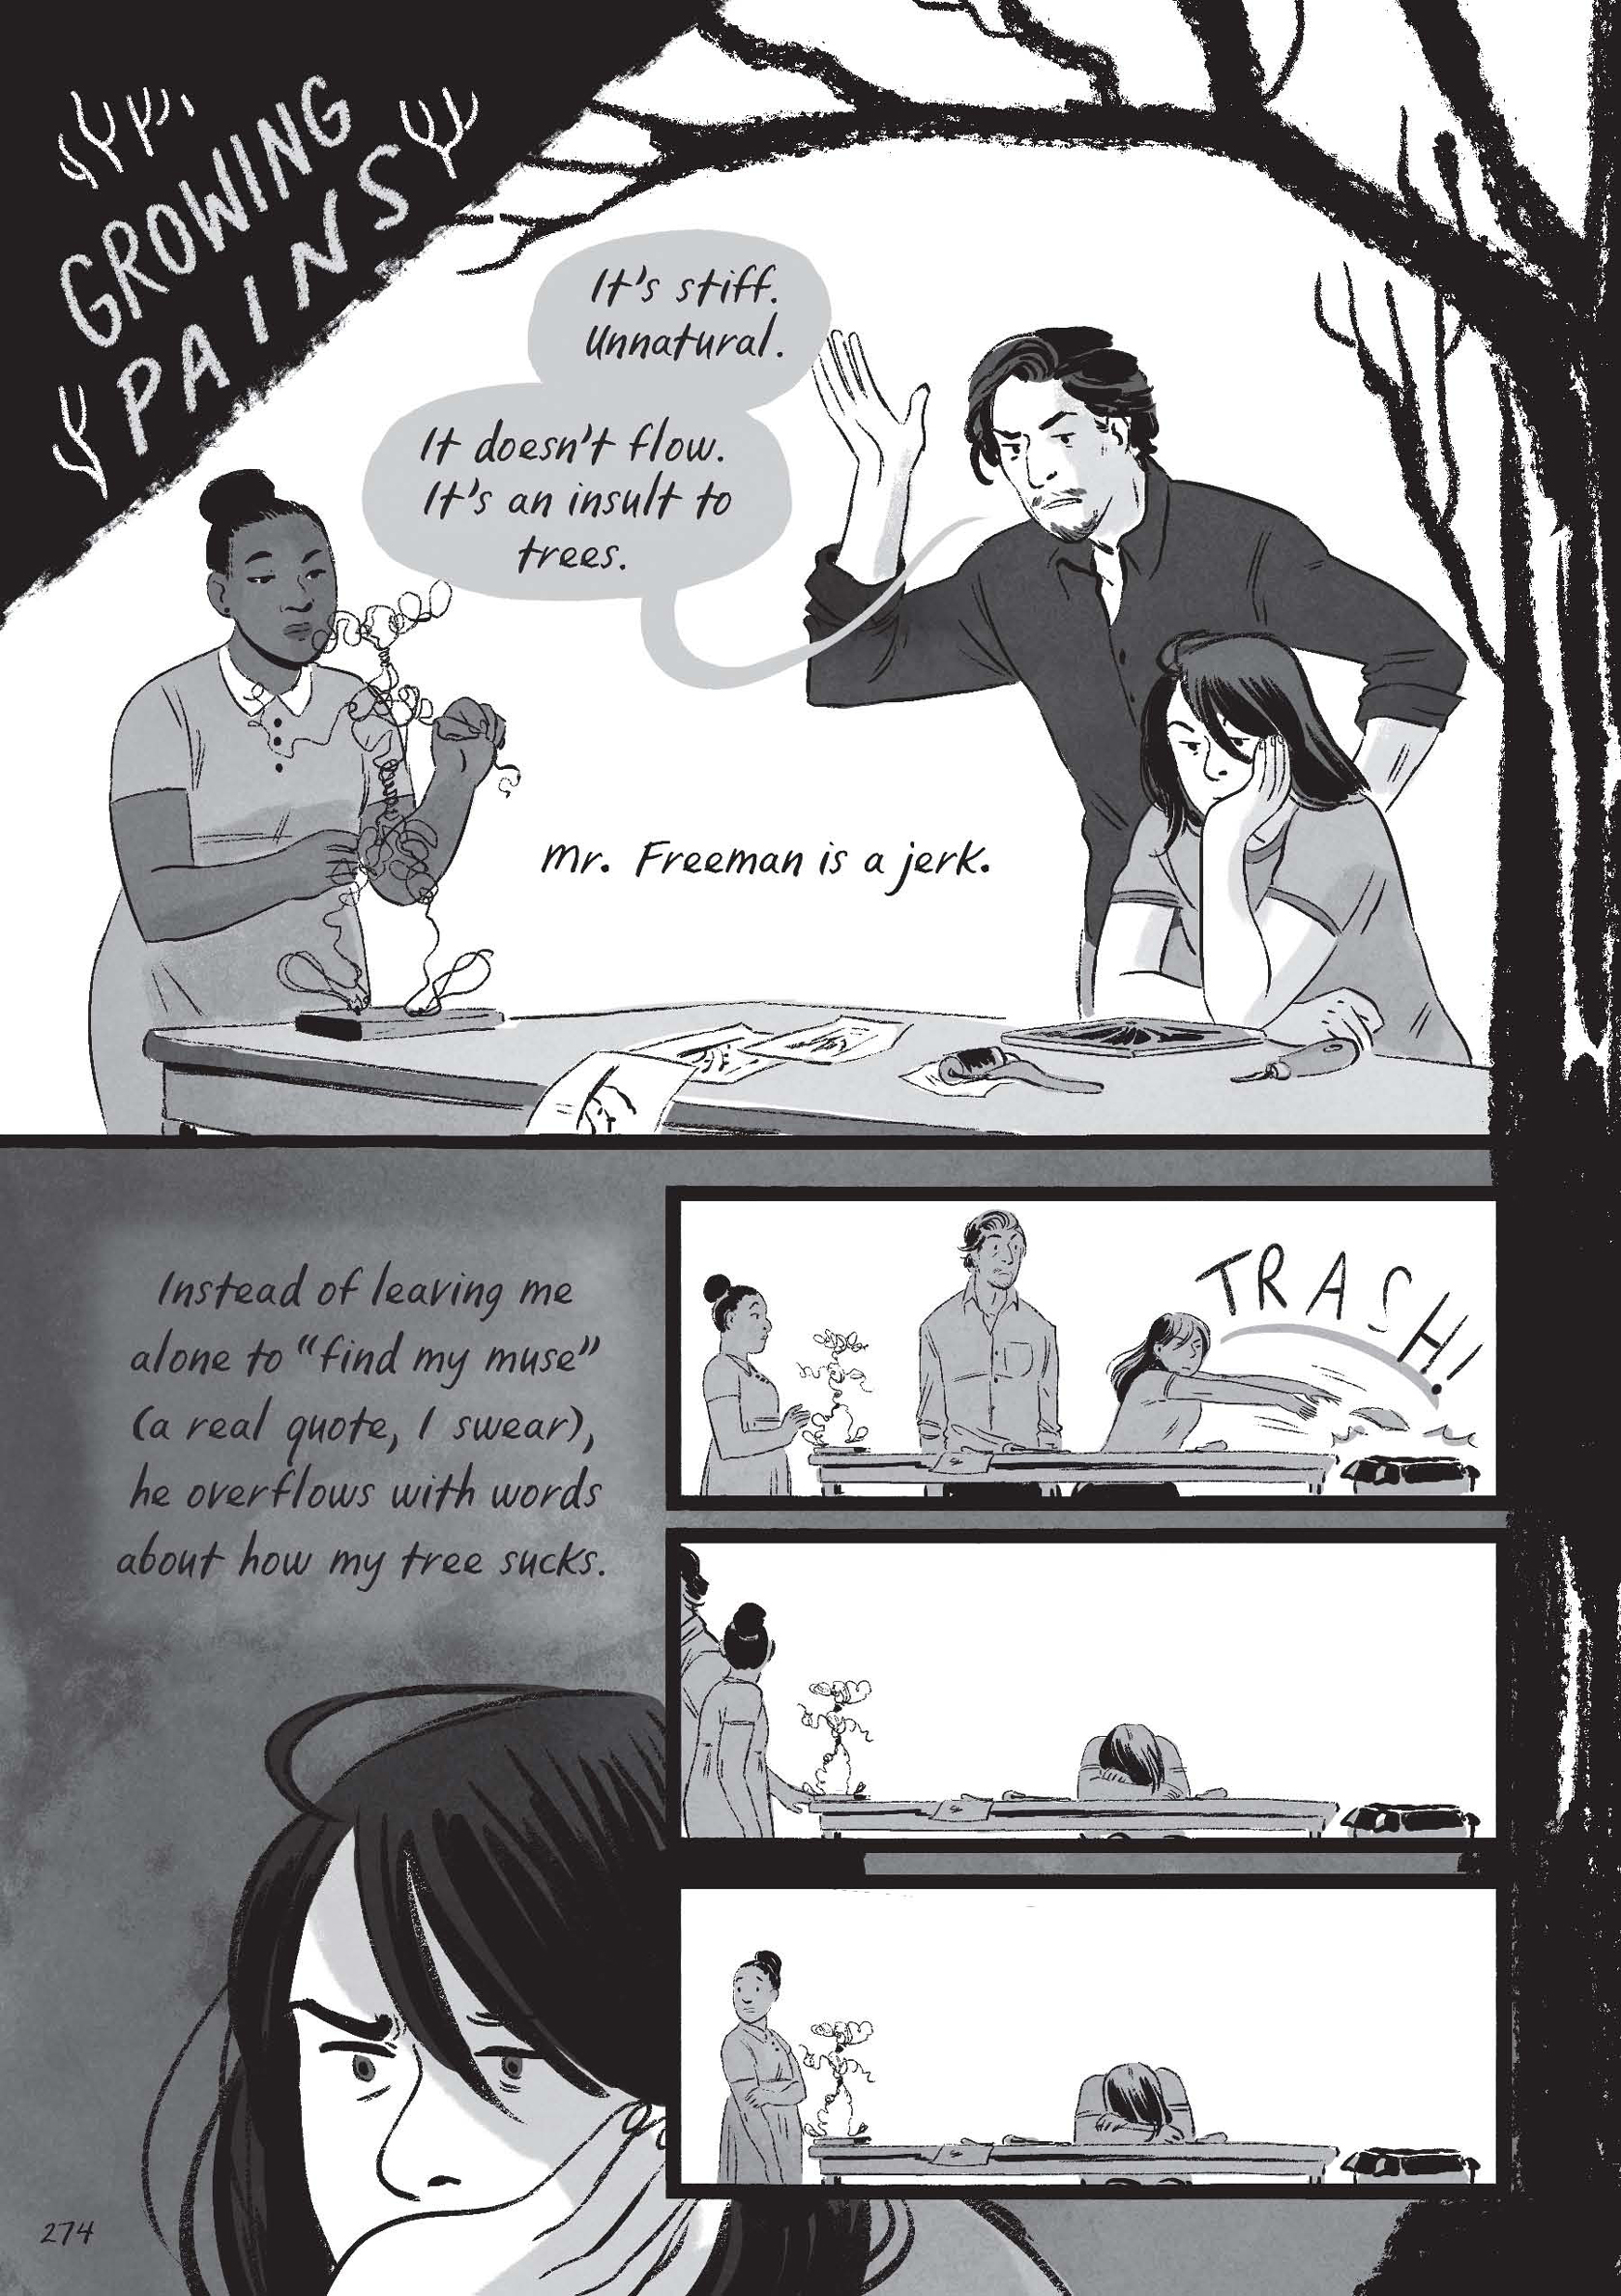 GROWING
PAINS
It's stiff.
Unnatural.
It doesn't flow.
It's an insult to
trees.
Mr. Freeman is a jerk.
Instead of leaving me
alone to "find my muse"
(a real quote, I swear),
he overflows with words
about how my tree sucks.
TRASH!
274